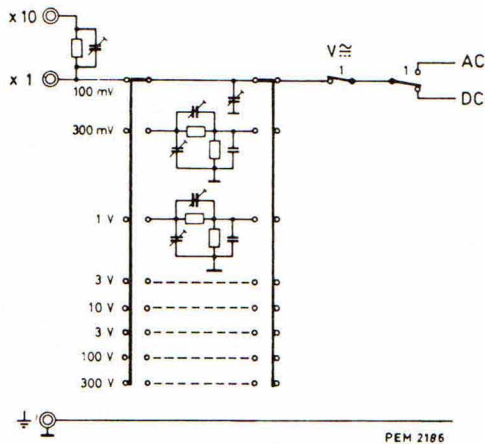 x 10
V≂ 1
1 AC
x 1
DC
100 mV
300 mV
1 V
3 V
10 V
3 V
100 V
300 V
PEM 2186